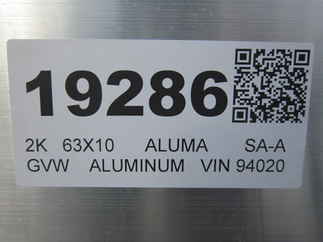 19286
2K 63X10 ALUMA SA-A
GVW ALUMINUM VIN 94020